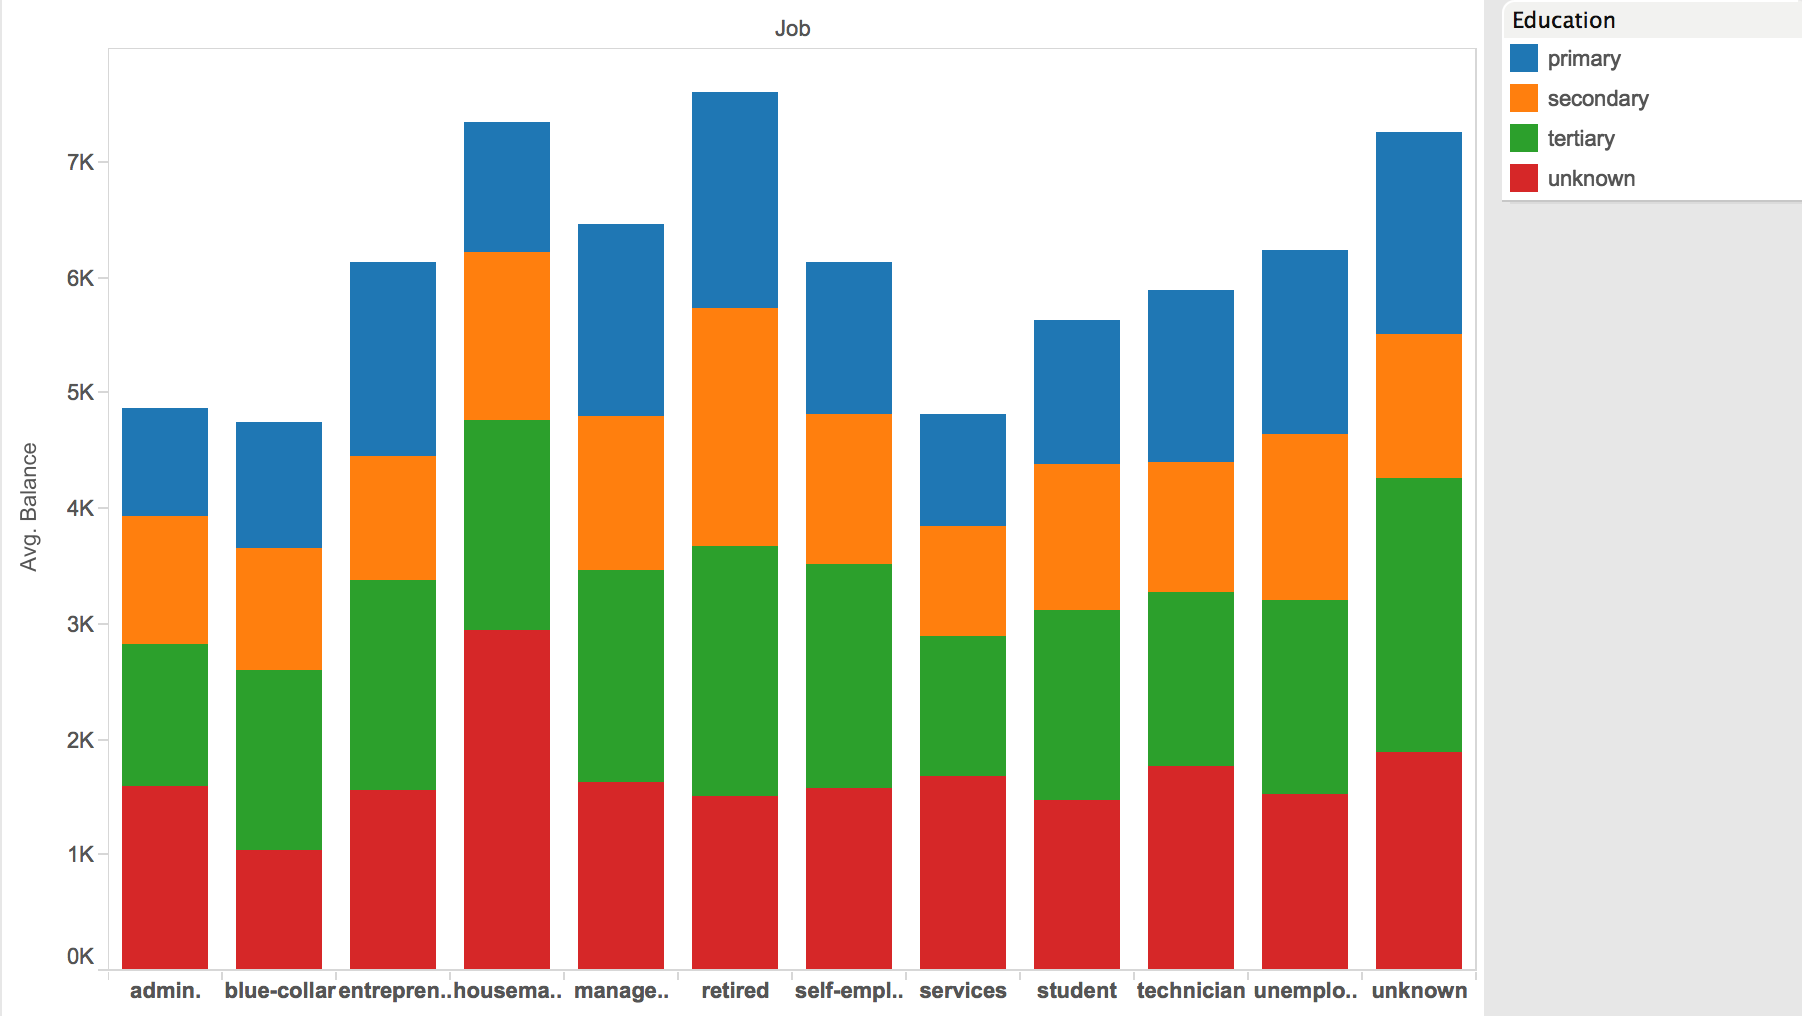 Job
Education
primary
secondary
tertiary
unknown
Avg. Balance
7K
6K
5K
4K
3K
2K
1K
0K
admin. blue-collar entrepren.. housema.. manage.. retired self-empl.. services student technician unemplo.. unknown